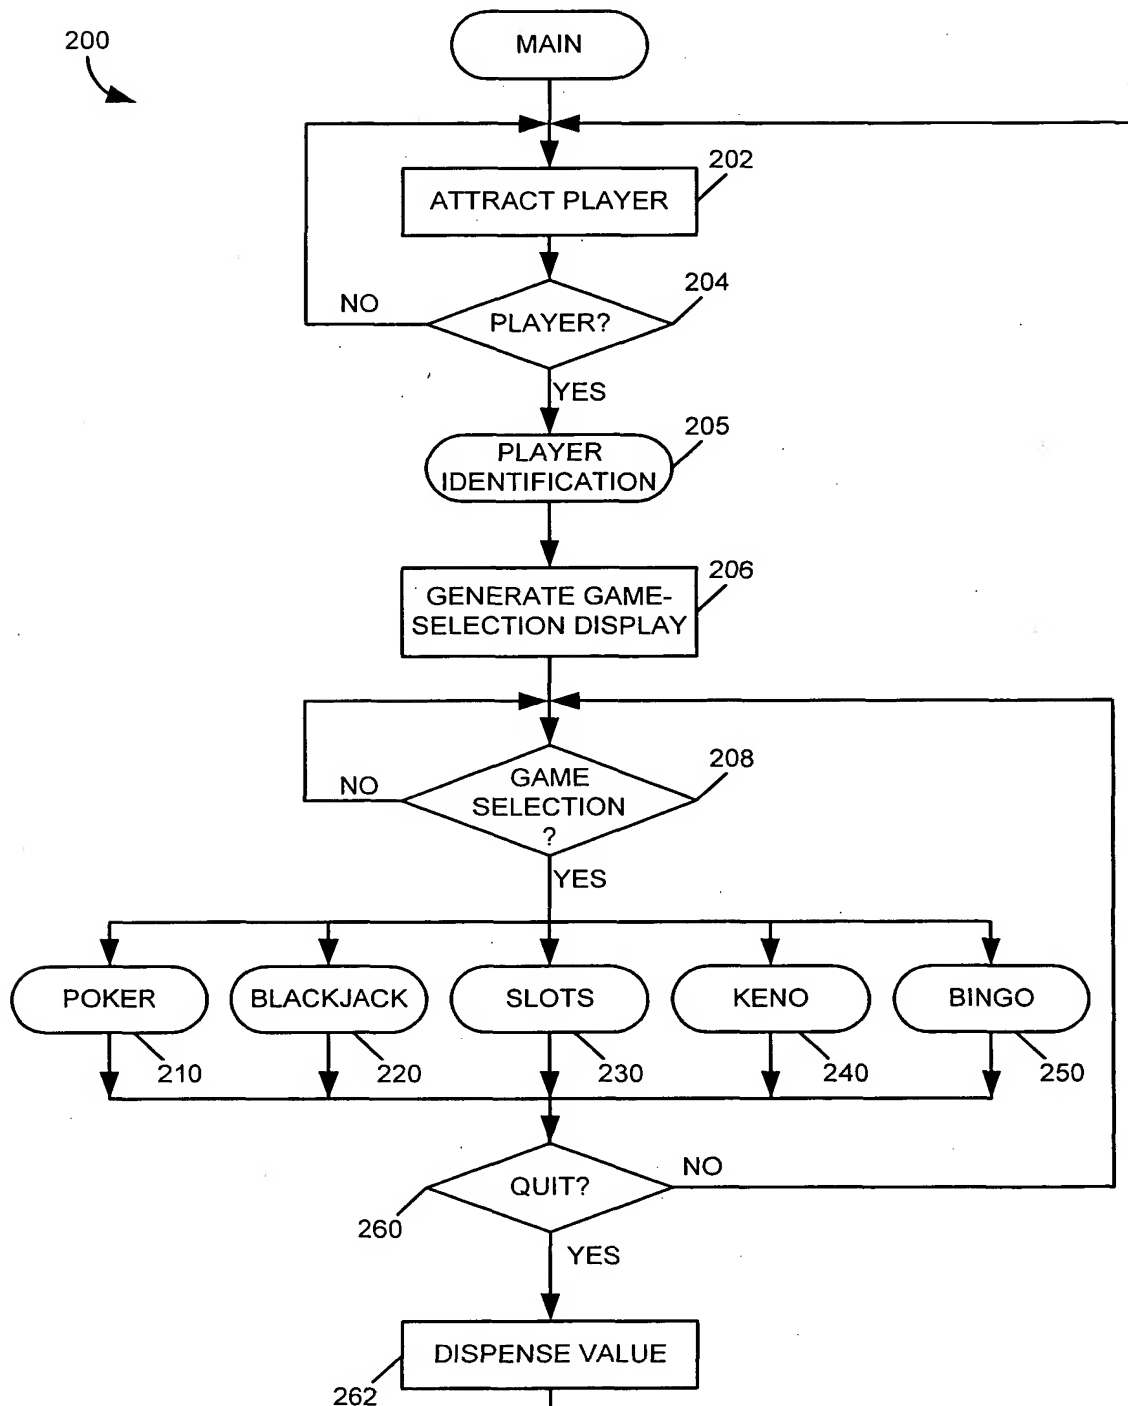 200
MAIN
202
ATTRACT PLAYER
204
NO
PLAYER?
YES
205
PLAYER
IDENTIFICATION
206
GENERATE GAME-
SELECTION DISPLAY
208
NO
GAME
SELECTION
?
YES
POKER
BLACKJACK
SLOTS
KENO
BINGO
210
220
230
240
250
NO
QUIT?
260
YES
DISPENSE VALUE
262